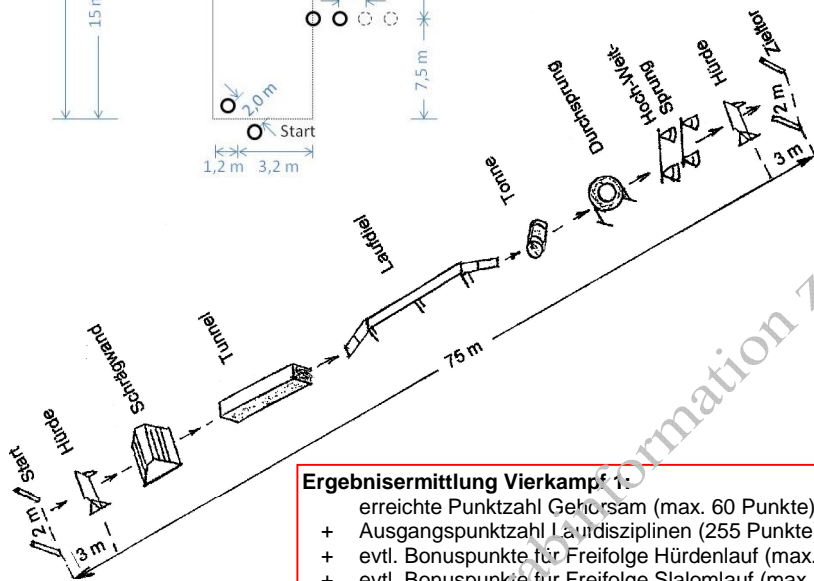 15 m
2,0 m
7,5 m
Start
1,2 m 3,2 m
Zieltor
Hürde
Hoch-Weit-
Sprung
Durchsprung
Tonne
Laufdiel
Tunnel
Schrägwand
Hürde
Start
2 m
3 m
75 m
2 m
3 m
Ergebnisermittlung Vierkampf 1:
erreichte Punktzahl Gehorsam (max. 60 Punkte)
+ Ausgangspunktzahl Laufdisziplinen (255 Punkte
+ evtl. Bonuspunkte für Freifolge Hürdenlauf (max.
+ evtl. Bonuspunkte für Freifolge Slalomlauf (max.
abinformation